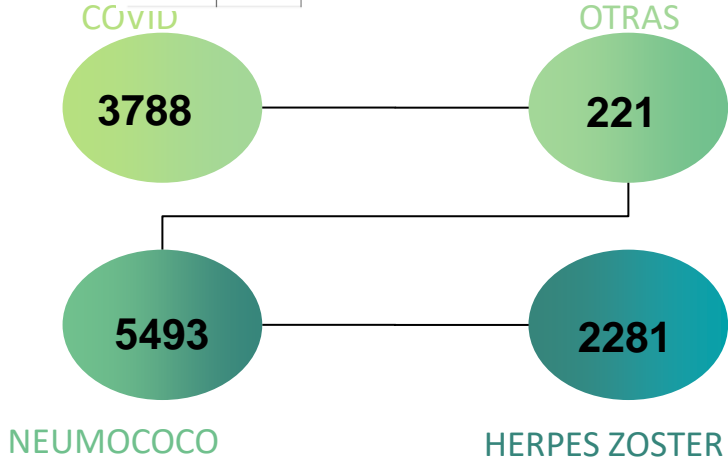 COVID
OTRAS
3788
221
5493
2281
NEUMOCOCO
HERPES ZOSTER